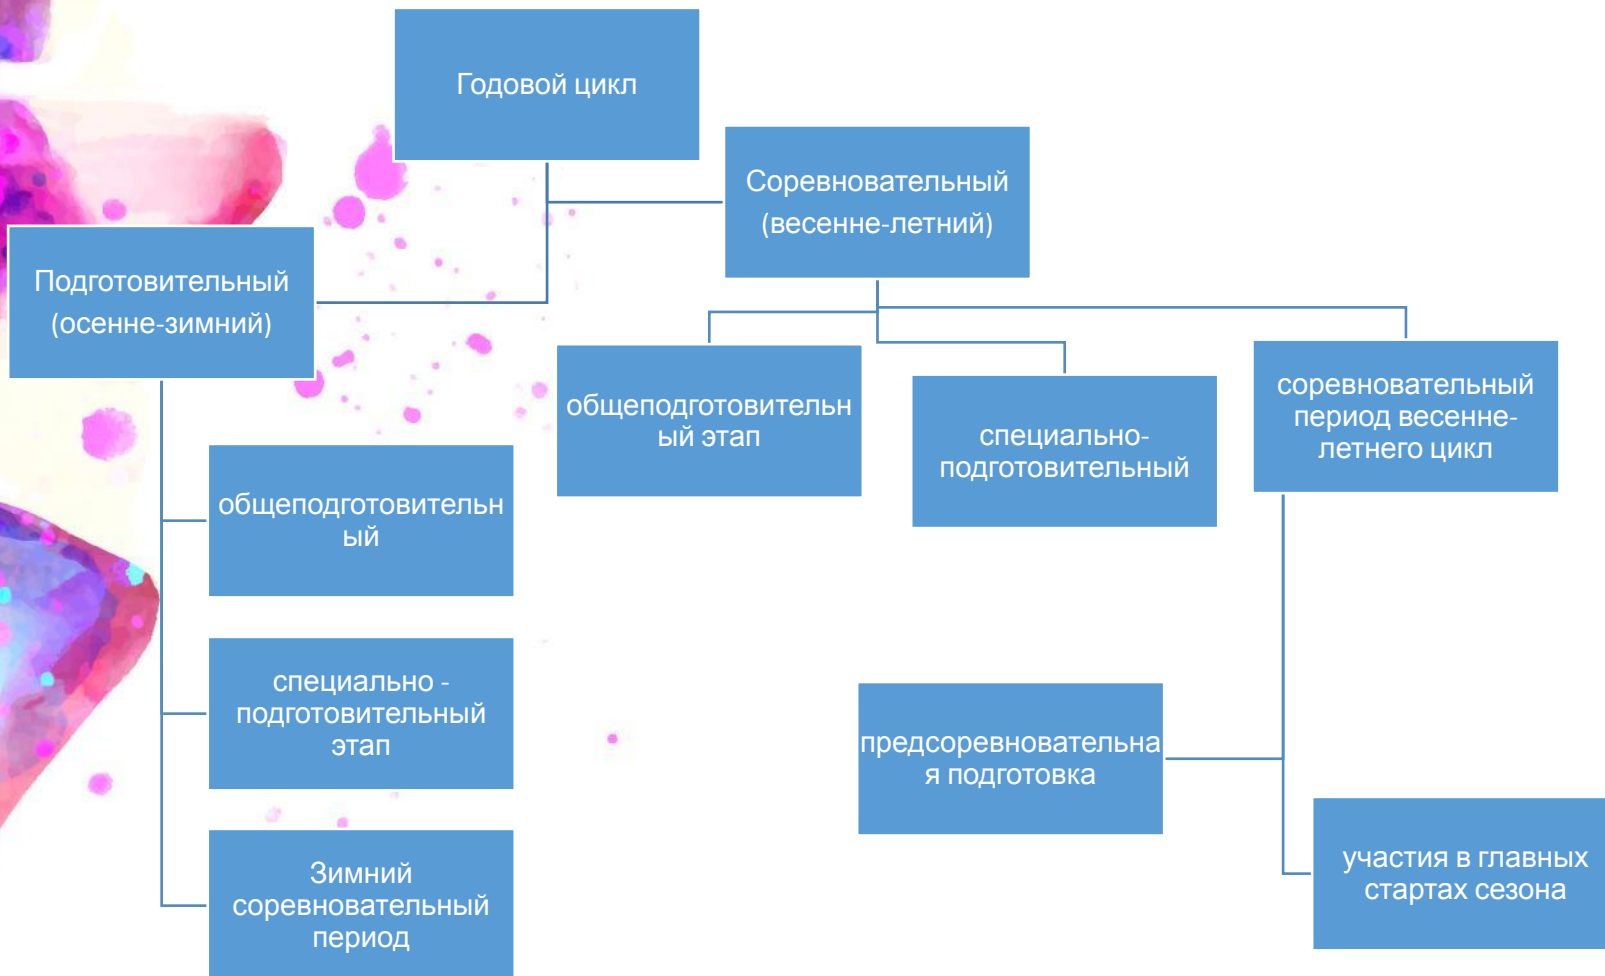 Годовой цикл
Соревновательный
(весенне-летний)
Подготовительный
(осенне-зимний)
общеподготовительн
ый этап
специально-
подготовительный
соревновательный
период весенне-
летнего цикл
общеподготовительн
ый
специально -
подготовительный
этап
предсоревновательна
я подготовка
Зимний
соревновательный
период
участия в главных
стартах сезона